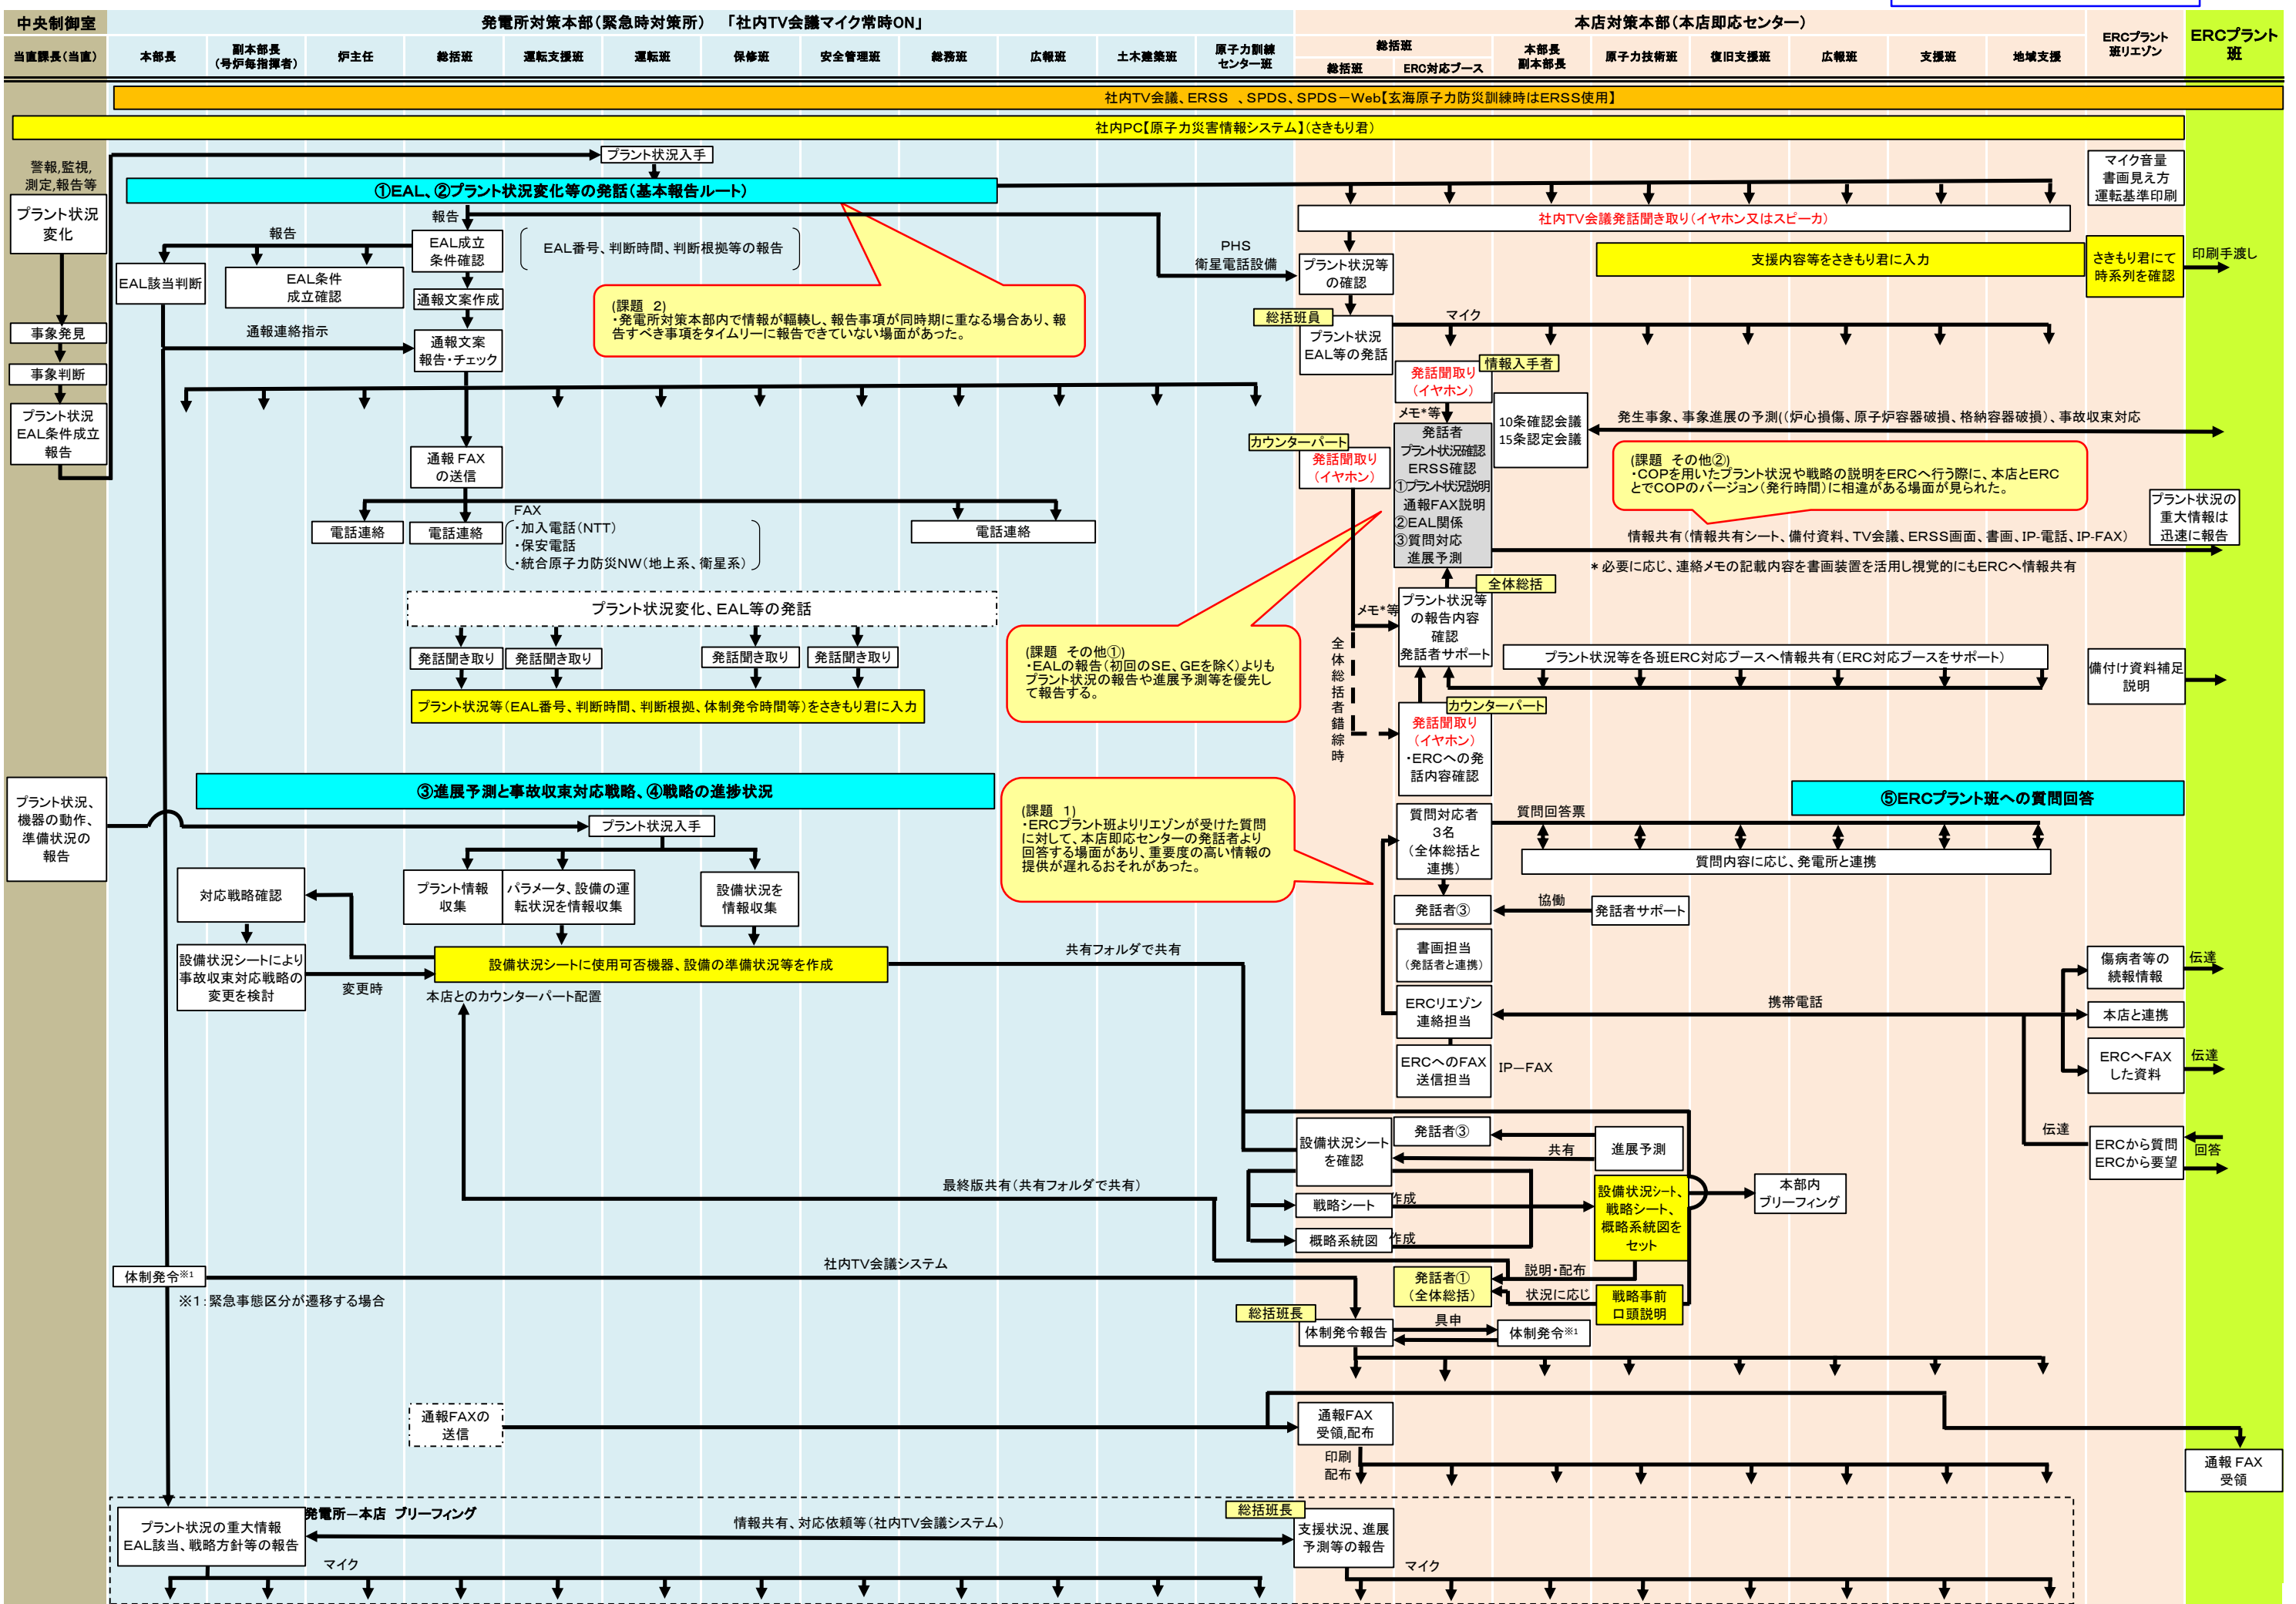 中央制御室
発電所対策本部（緊急時対策所）　「社内TV会議マイク常時ON」
本店対策本部（本店即応センター）
ERCプラント
班リエゾン
ERCプラント
班
当直課長（当直）
本部長
副本部長
（号炉毎指揮者）
炉主任
総括班
運転支援班
運転班
保修班
安全管理班
総務班
広報班
土木建築班
原子力訓練
センター班
総括班
総括班
ERC対応ブース
本部長
副本部長
原子力技術班
復旧支援班
広報班
支援班
地域支援
社内TV会議、ERSS　、SPDS、SPDS－Web【玄海原子力防災訓練時はERSS使用】
社内PC【原子力災害情報システム】（さきもり君）
警報,監視,
測定,報告等
プラント状況
変化
事象発見
事象判断
プラント状況
EAL条件成立
報告
プラント状況入手
①EAL、②プラント状況変化等の発話（基本報告ルート）
報告
報告
EAL成立
条件確認
EAL番号、判断時間、判断根拠等の報告
EAL該当判断
EAL条件
成立確認
通報文案作成
通報連絡指示
通報文案
報告・チェック
（課題　２）
・発電所対策本部内で情報が輻輳し、報告事項が同時期に重なる場合あり、報
告すべき事項をタイムリーに報告できていない場面があった。
PHS
衛星電話設備
社内TV会議発話聞き取り（イヤホン又はスピーカ）
プラント状況等
の確認
支援内容等をさきもり君に入力
マイク音量
書画見え方
運転基準印刷
さきもり君にて
時系列を確認
印刷手渡し
総括班員
プラント状況
EAL等の発話
マイク
発話聞取り
（イヤホン）
情報入手者
メモ*等
10条確認会議
15条認定会議
発生事象、事象進展の予測（（炉心損傷、原子炉容器破損、格納容器破損）、事故収束対応
カウンターパート
発話聞取り
（イヤホン）
発話者
プラント状況確認
ERSS確認
①プラント状況説明
通報FAX説明
②EAL関係
③質問対応
進展予測
（課題　その他②）
・COPを用いたプラント状況や戦略の説明をERCへ行う際に、本店とERC
とでCOPのバージョン（発行時間）に相違がある場面が見られた。
プラント状況の
重大情報は
迅速に報告
情報共有（情報共有シート、備付資料、TV会議、ERSS画面、書画、IP-電話、IP-FAX）
＊必要に応じ、連絡メモの記載内容を書画装置を活用し視覚的にもERCへ情報共有
通報 FAX
の送信
電話連絡
電話連絡
FAX
・加入電話（NTT）
・保安電話
・統合原子力防災NW（地上系、衛星系）
電話連絡
プラント状況変化、EAL等の発話
発話聞き取り
発話聞き取り
発話聞き取り
発話聞き取り
プラント状況等（EAL番号、判断時間、判断根拠、体制発令時間等）をさきもり君に入力
（課題　その他①）
・EALの報告（初回のSE、GEを除く）よりも
プラント状況の報告や進展予測等を優先し
て報告する。
メモ*等
全体総括者錯綜時
全体総括
プラント状況等
の報告内容
確認
発話者サポート
プラント状況等を各班ERC対応ブースへ情報共有（ERC対応ブースをサポート）
備付け資料補足
説明
カウンターパート
発話聞取り
（イヤホン）
・ERCへの発
話内容確認
プラント状況、
機器の動作、
準備状況の
報告
③進展予測と事故収束対応戦略、④戦略の進捗状況
プラント状況入手
対応戦略確認
プラント情報
収集
パラメータ、設備の運
転状況を情報収集
設備状況を
情報収集
設備状況シートにより
事故収束対応戦略の
変更を検討
変更時
設備状況シートに使用可否機器、設備の準備状況等を作成
本店とのカウンターパート配置
共有フォルダで共有
（課題　１）
・ERCプラント班よりリエゾンが受けた質問
に対して、本店即応センターの発話者より
回答する場面があり、重要度の高い情報の
提供が遅れるおそれがあった。
⑤ERCプラント班への質問回答
質問対応者
３名
（全体総括と
連携）
質問回答票
質問内容に応じ、発電所と連携
発話者③
協働
発話者サポート
書画担当
（発話者と連携）
ERCリエゾン
連絡担当
携帯電話
ERCへのFAX
送信担当
IP－FAX
傷病者等の
続報情報
伝達
本店と連携
ERCへFAX
した資料
伝達
伝達
ERCから質問
ERCから要望
回答
設備状況シート
を確認
発話者③
共有
進展予測
最終版共有（共有フォルダで共有）
戦略シート
作成
概略系統図
作成
設備状況シート、
戦略シート、
概略系統図を
セット
本部内
ブリーフィング
体制発令※1
社内TV会議システム
※1：緊急事態区分が遷移する場合
発話者①
（全体総括）
説明・配布
状況に応じ
戦略事前
口頭説明
総括班長
体制発令報告
具申
体制発令※1
通報FAXの
送信
通報FAX
受領,配布
印刷
配布
通報 FAX
受領
発電所－本店　ブリーフィング
プラント状況の重大情報
EAL該当、戦略方針等の報告
情報共有、対応依頼等（社内TV会議システム）
総括班長
支援状況、進展
予測等の報告
マイク
マイク